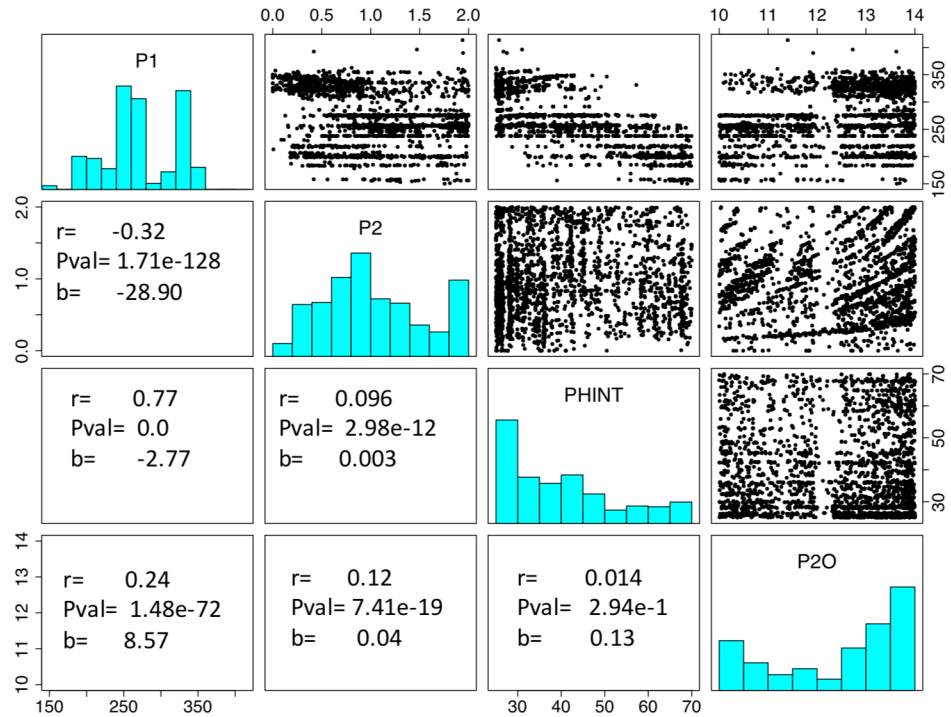 0.0 0.5 1.0 1.5 2.0 10 11 12 13 14
P1
150 250 350
0.0 1.0 2.0
r= -0.32
Pval= 1.71e-128
b= -28.90
P2
r= 0.77
Pval= 0.0
b= -2.77
r= 0.096
Pval= 2.98e-12
b= 0.003
PHINT
30 50 70
10 11 12 13 14
r= 0.24
Pval= 1.48e-72
b= 8.57
r= 0.12
Pval= 7.41e-19
b= 0.04
r= 0.014
Pval= 2.94e-1
b= 0.13
P2O
150 250 350 30 40 50 60 70